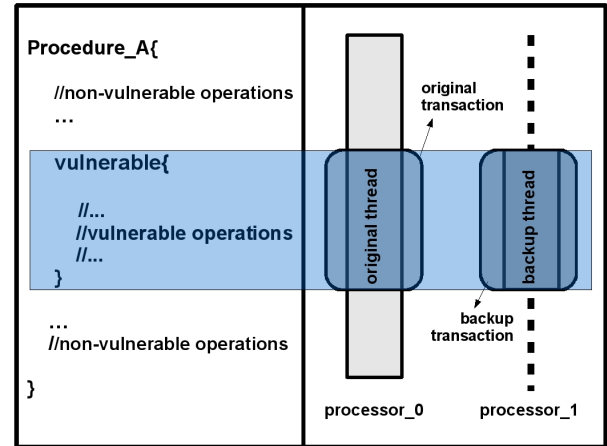 Procedure_A{
//non-vulnerable operations
...
vulnerable{
//...
//vulnerable operations
//...
}
...
//non-vulnerable operations
}
original
transaction
original thread
backup thread
backup
transaction
processor_0
processor_1